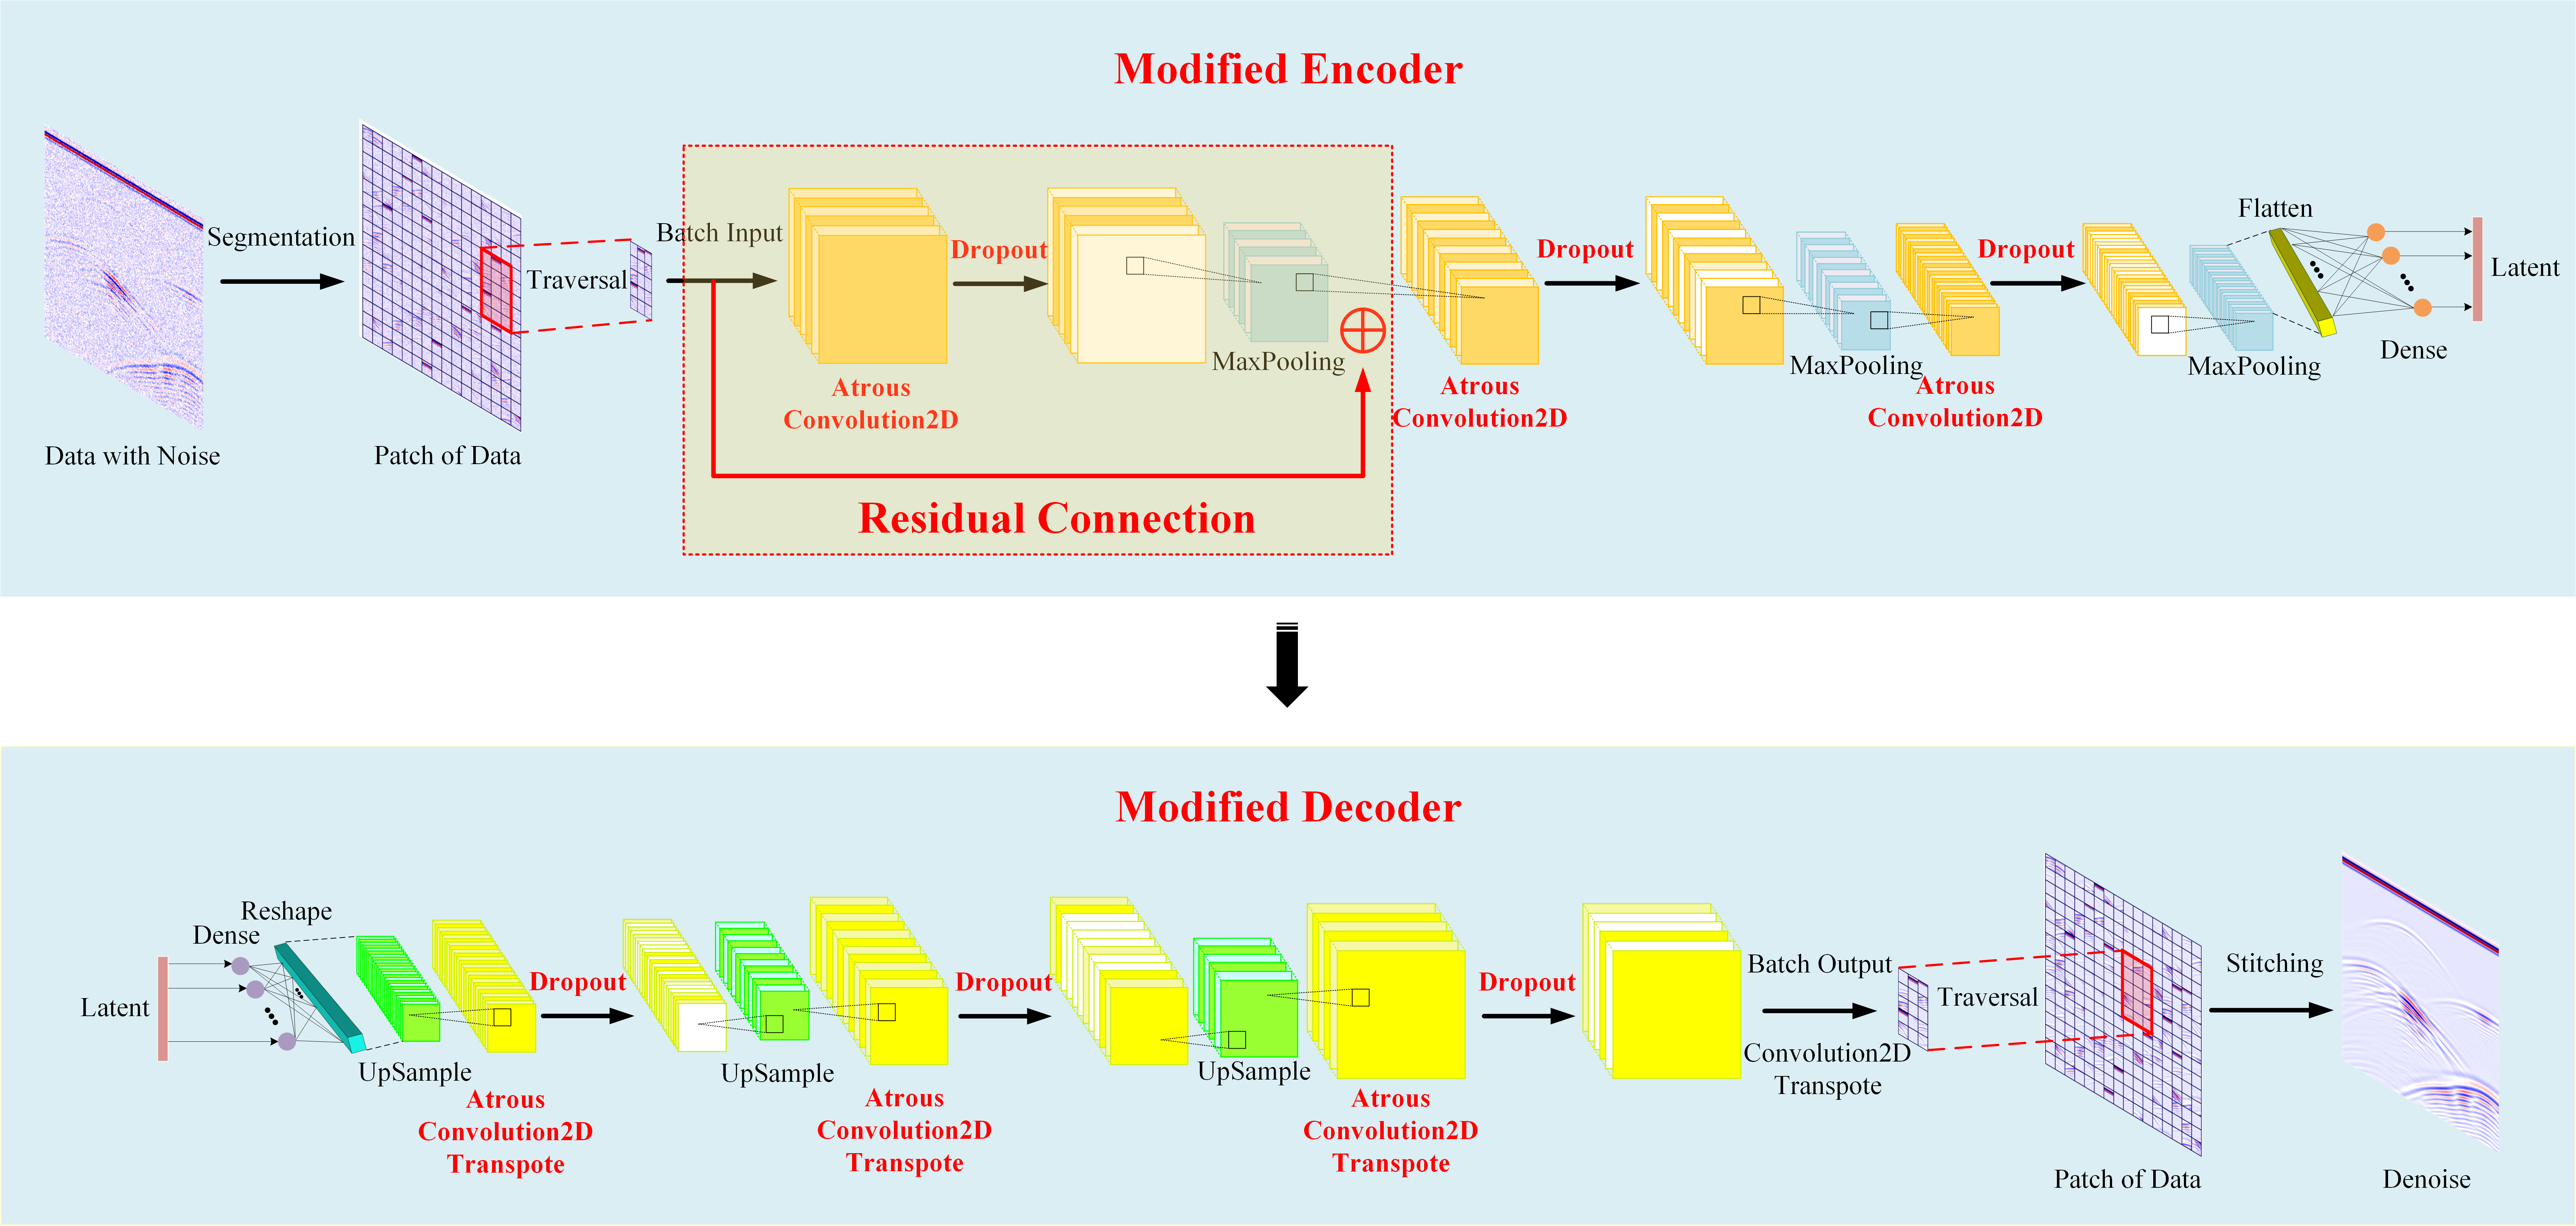 Modified Encoder
Segmentation
Traversal
Batch Input
Dropout
MaxPooling
Atrous
Convolution2D
Residual Connection
Atrous
Convolution2D
Dropout
MaxPooling
Atrous
Convolution2D
Dropout
MaxPooling
Flatten
Dense
Latent
Data with Noise
Patch of Data
Modified Decoder
Latent
Dense
Reshape
UpSample
Atrous
Convolution2D
Transpote
Dropout
UpSample
Atrous
Convolution2D
Transpote
Dropout
UpSample
Atrous
Convolution2D
Transpote
Dropout
Batch Output
Convolution2D
Transpote
Traversal
Patch of Data
Stitching
Denoise